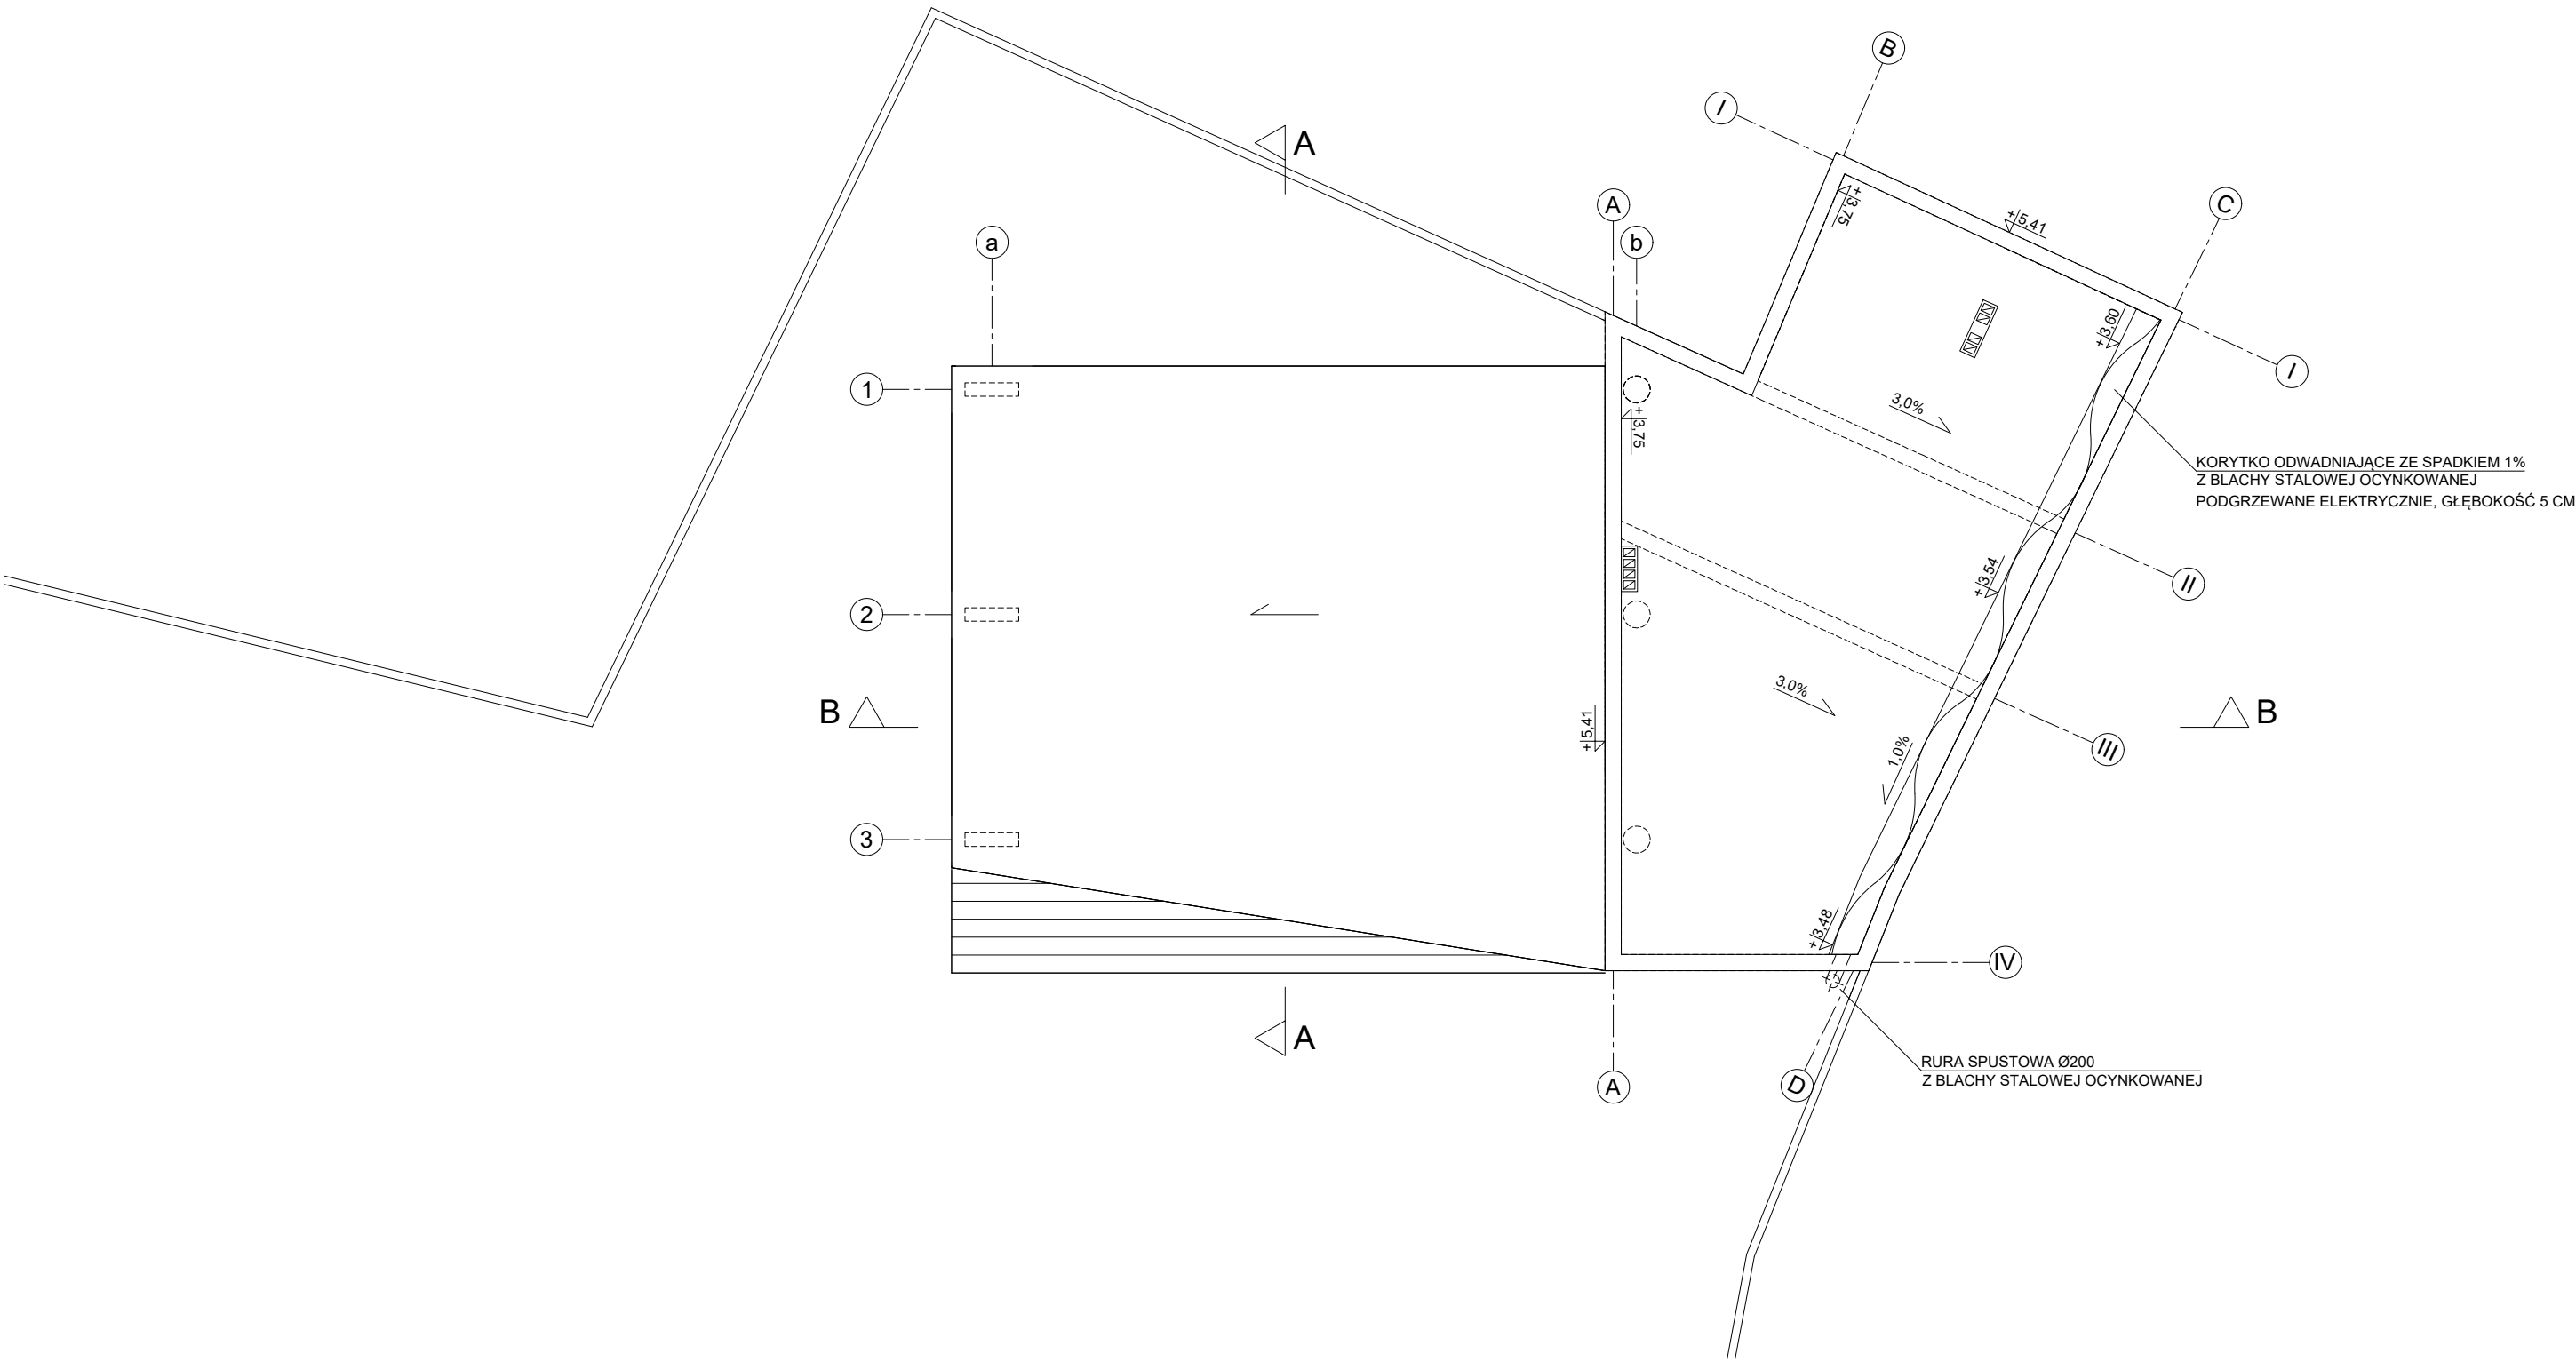 B
I
A
A
C
a
b
+3,75
+5,41
+3,60
I
1
+3,75
3,0%
KORYTKO ODWADNIAJĄCE ZE SPADKIEM 1%
Z BLACHY STALOWEJ OCYNKOWANEJ
PODGRZEWANE ELEKTRYCZNIE, GŁĘBOKOŚĆ 5 CM
+3,54
II
2
3,0%
B
+5,41
1,0%
III
B
3
+3,48
IV
A
RURA SPUSTOWA Ø200
Z BLACHY STALOWEJ OCYNKOWANEJ
A
D